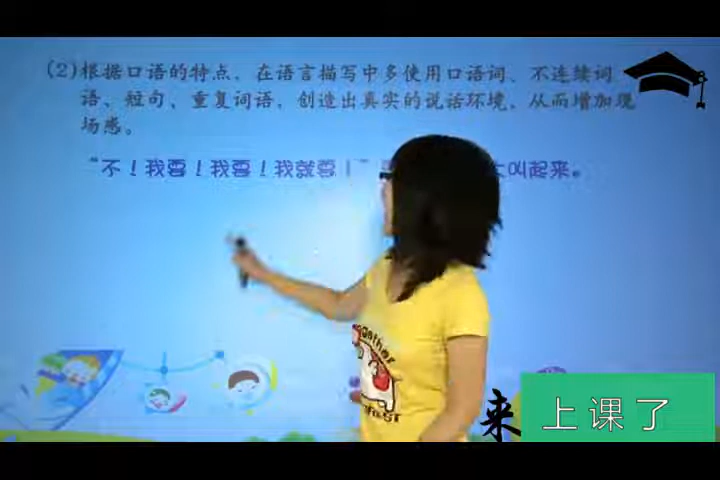 (2)根据口语的特点，在语言描写中多使用口语词、不连续词
语、短句、重复词语，创造出真实的说话环境，从而增加现
场感。
“不！我要！我要！我就要！”
叫起来。
together
来 上课了